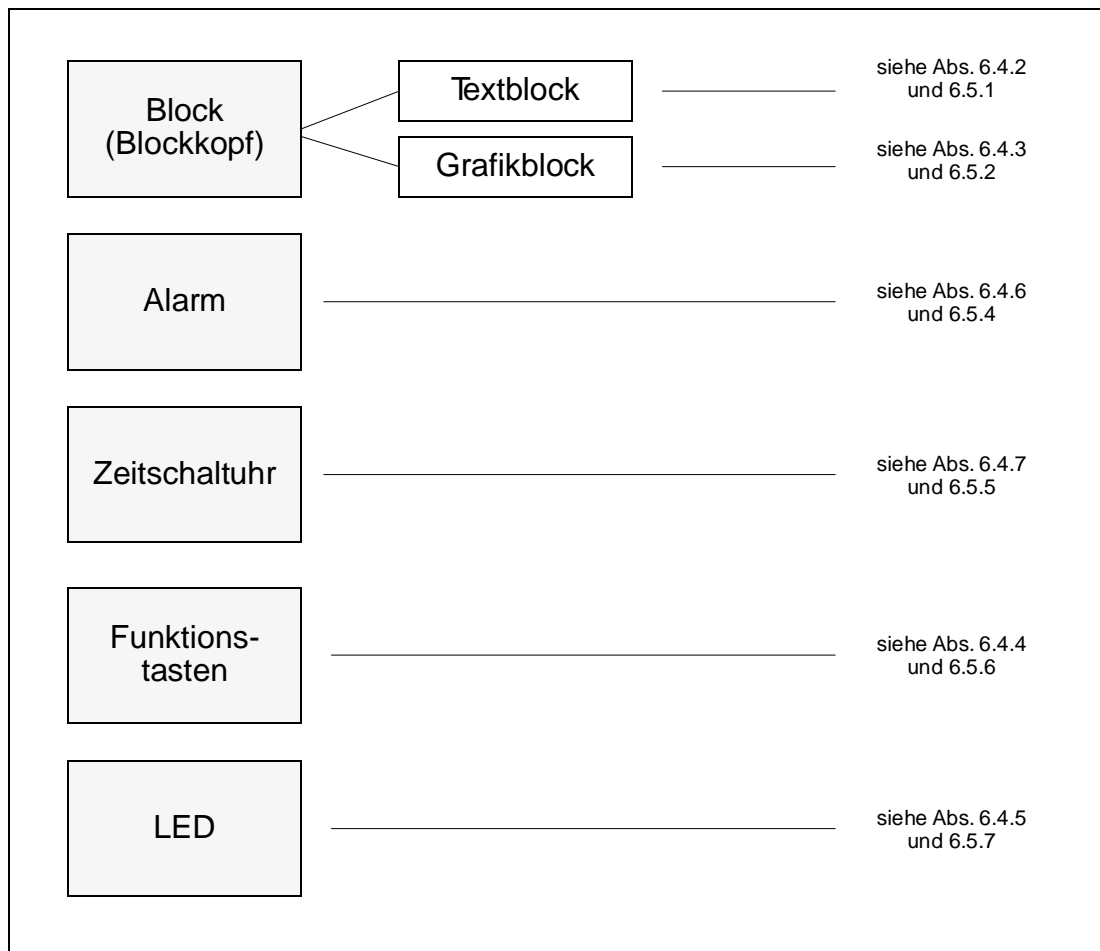 Block
(Blockkopf)
Textblock
siehe Abs. 6.4.2
und 6.5.1
Grafikblock
siehe Abs. 6.4.3
und 6.5.2
Alarm
siehe Abs. 6.4.6
und 6.5.4
Zeitschaltuhr
siehe Abs. 6.4.7
und 6.5.5
Funktions-
tasten
siehe Abs. 6.4.4
und 6.5.6
LED
siehe Abs. 6.4.5
und 6.5.7